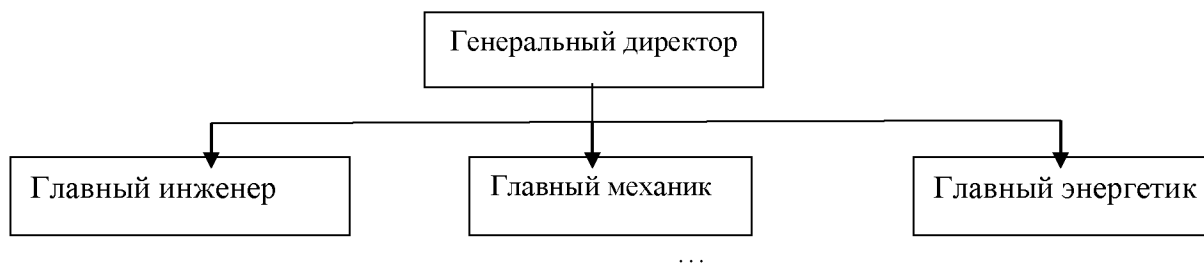 Генеральный директор
Главный инженер
Главный механик
Главный энергетик
...